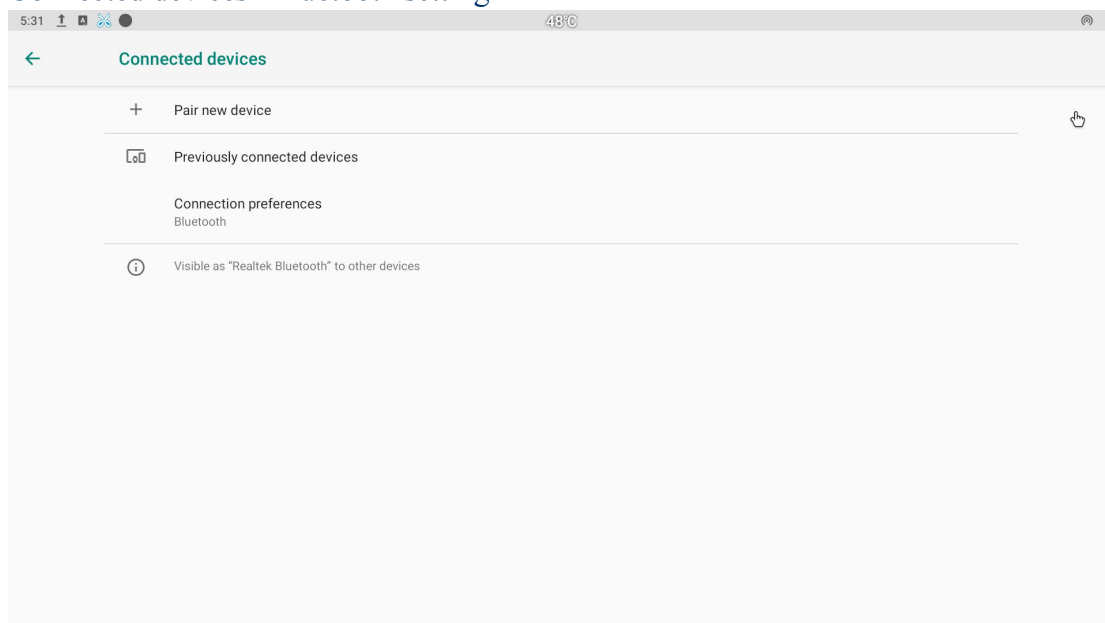 5:31
48°C
Connected devices
Pair new device
Previously connected devices
Connection preferences
Bluetooth
Visible as “Realtek Bluetooth” to other devices